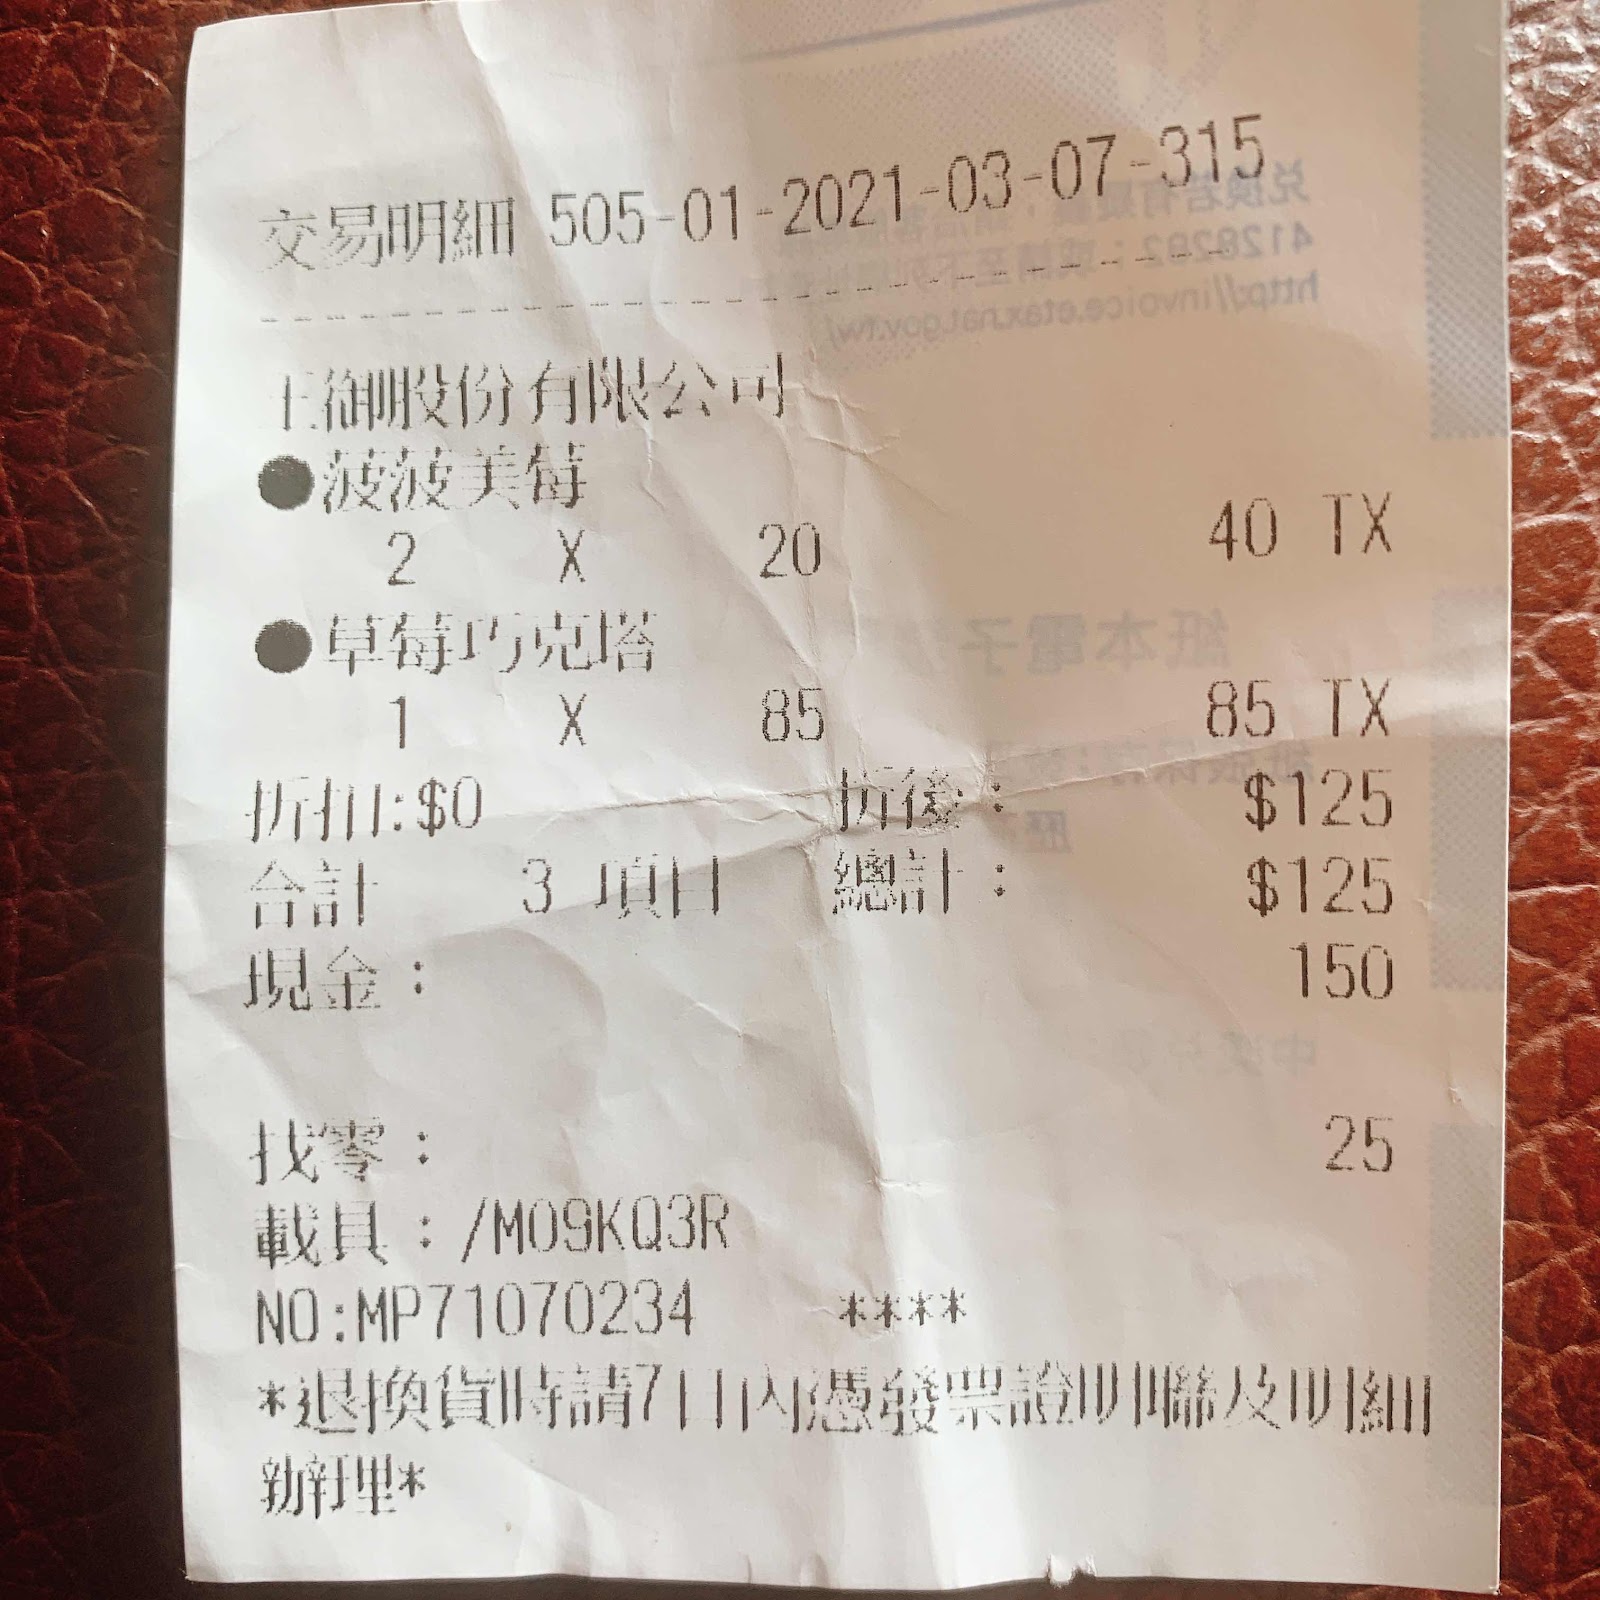 交易明細 505-01-2021-03-07-315
王御股份有限公司
●菠菠美莓
2 X 20 40 TX
●草莓巧克塔
1 X 85 85 TX
折扣:$0 折後: $125
合計 3 項目 總計: $125
現金: 150
找零: 25
載具:/M09KQ3R
NO:MP71070234 ****
*退換貨時請7日內憑發票證明聯及明細
辦理*